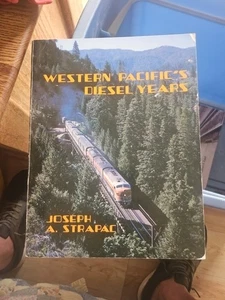 WESTERN PACIFIC'S
DIESEL YEARS
JOSEPH
A. STRAPAC